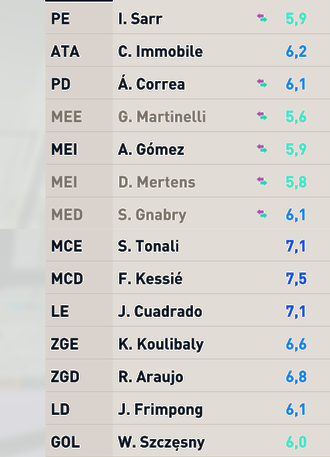 PE I. Sarr 5,9
ATA C. Immobile 6,2
PD Á. Correa 6,1
MEE G. Martinelli 5,6
MEI A. Gómez 5,9
MEI D. Mertens 5,8
MED S. Gnabry 6,1
MCE S. Tonali 7,1
MCD F. Kessié 7,5
LE J. Cuadrado 7,1
ZGE K. Koulibaly 6,6
ZGD R. Araujo 6,8
LD J. Frimpong 6,1
GOL W. Szczęsny 6,0